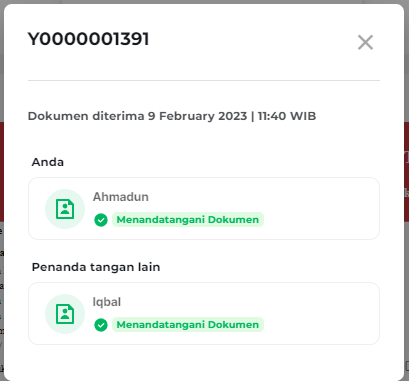 Y0000001391
Dokumen diterima 9 February 2023 | 11:40 WIB
Anda
Ahmadun
Menandatangani Dokumen
Penanda tangan lain
Iqbal
Menandatangani Dokumen